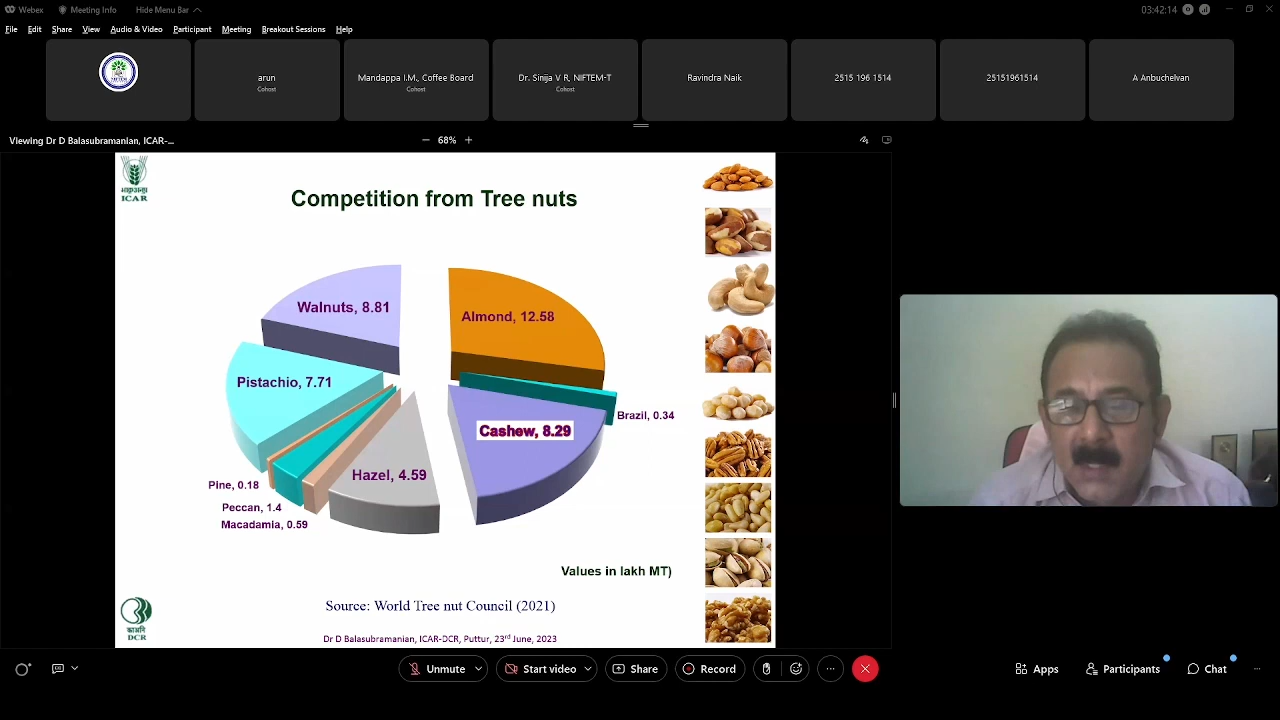 Webex Meeting Info Hide Menu Bar 03:42:14
File Edit Share View Audio & Video Participant Meeting Breakout Sessions Help
arun
Cohost
Mandappa I.M., Coffee Board
Cohost
Dr. Sinija V R, NIFTEM-T
Cohost
Ravindra Naik
2515 196 1514
25151961514
A Anbuchelvan
Viewing Dr D Balasubramanian, ICAR-...
68%
ICAR
Competition from Tree nuts
Walnuts, 8.81
Almond, 12.58
Pistachio, 7.71
Brazil, 0.34
Cashew, 8.29
Hazel, 4.59
Pine, 0.18
Peccan, 1.4
Macadamia, 0.59
Values in lakh MT)
Source: World Tree nut Council (2021)
DCR
Dr D Balasubramanian, ICAR-DCR, Puttur, 23rd June, 2023
Unmute Start video Share Record Apps Participants Chat